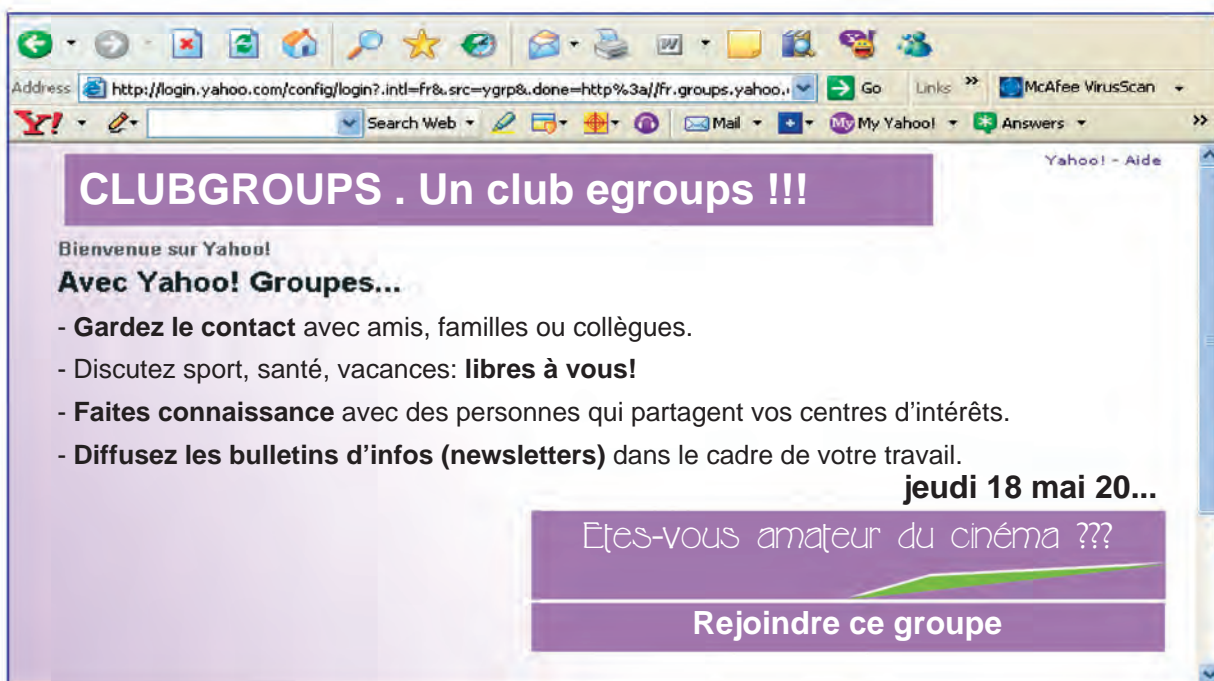 Address http://login.yahoo.com/config/login?.intl=fr&.src=ygrp&.done=http%3a//fr.groups.yahoo. Go Links » McAfee VirusScan
Y! Search Web Mail My My Yahoo! Answers »
Yahoo! - Aide
CLUBGROUPS . Un club egroups !!!
Bienvenue sur Yahoo!
Avec Yahoo! Groupes...
- Gardez le contact avec amis, familles ou collègues.
- Discutez sport, santé, vacances: libres à vous!
- Faites connaissance avec des personnes qui partagent vos centres d’intérêts.
- Diffusez les bulletins d’infos (newsletters) dans le cadre de votre travail.
jeudi 18 mai 20...
Etes-vous amateur du cinéma ???
Rejoindre ce groupe